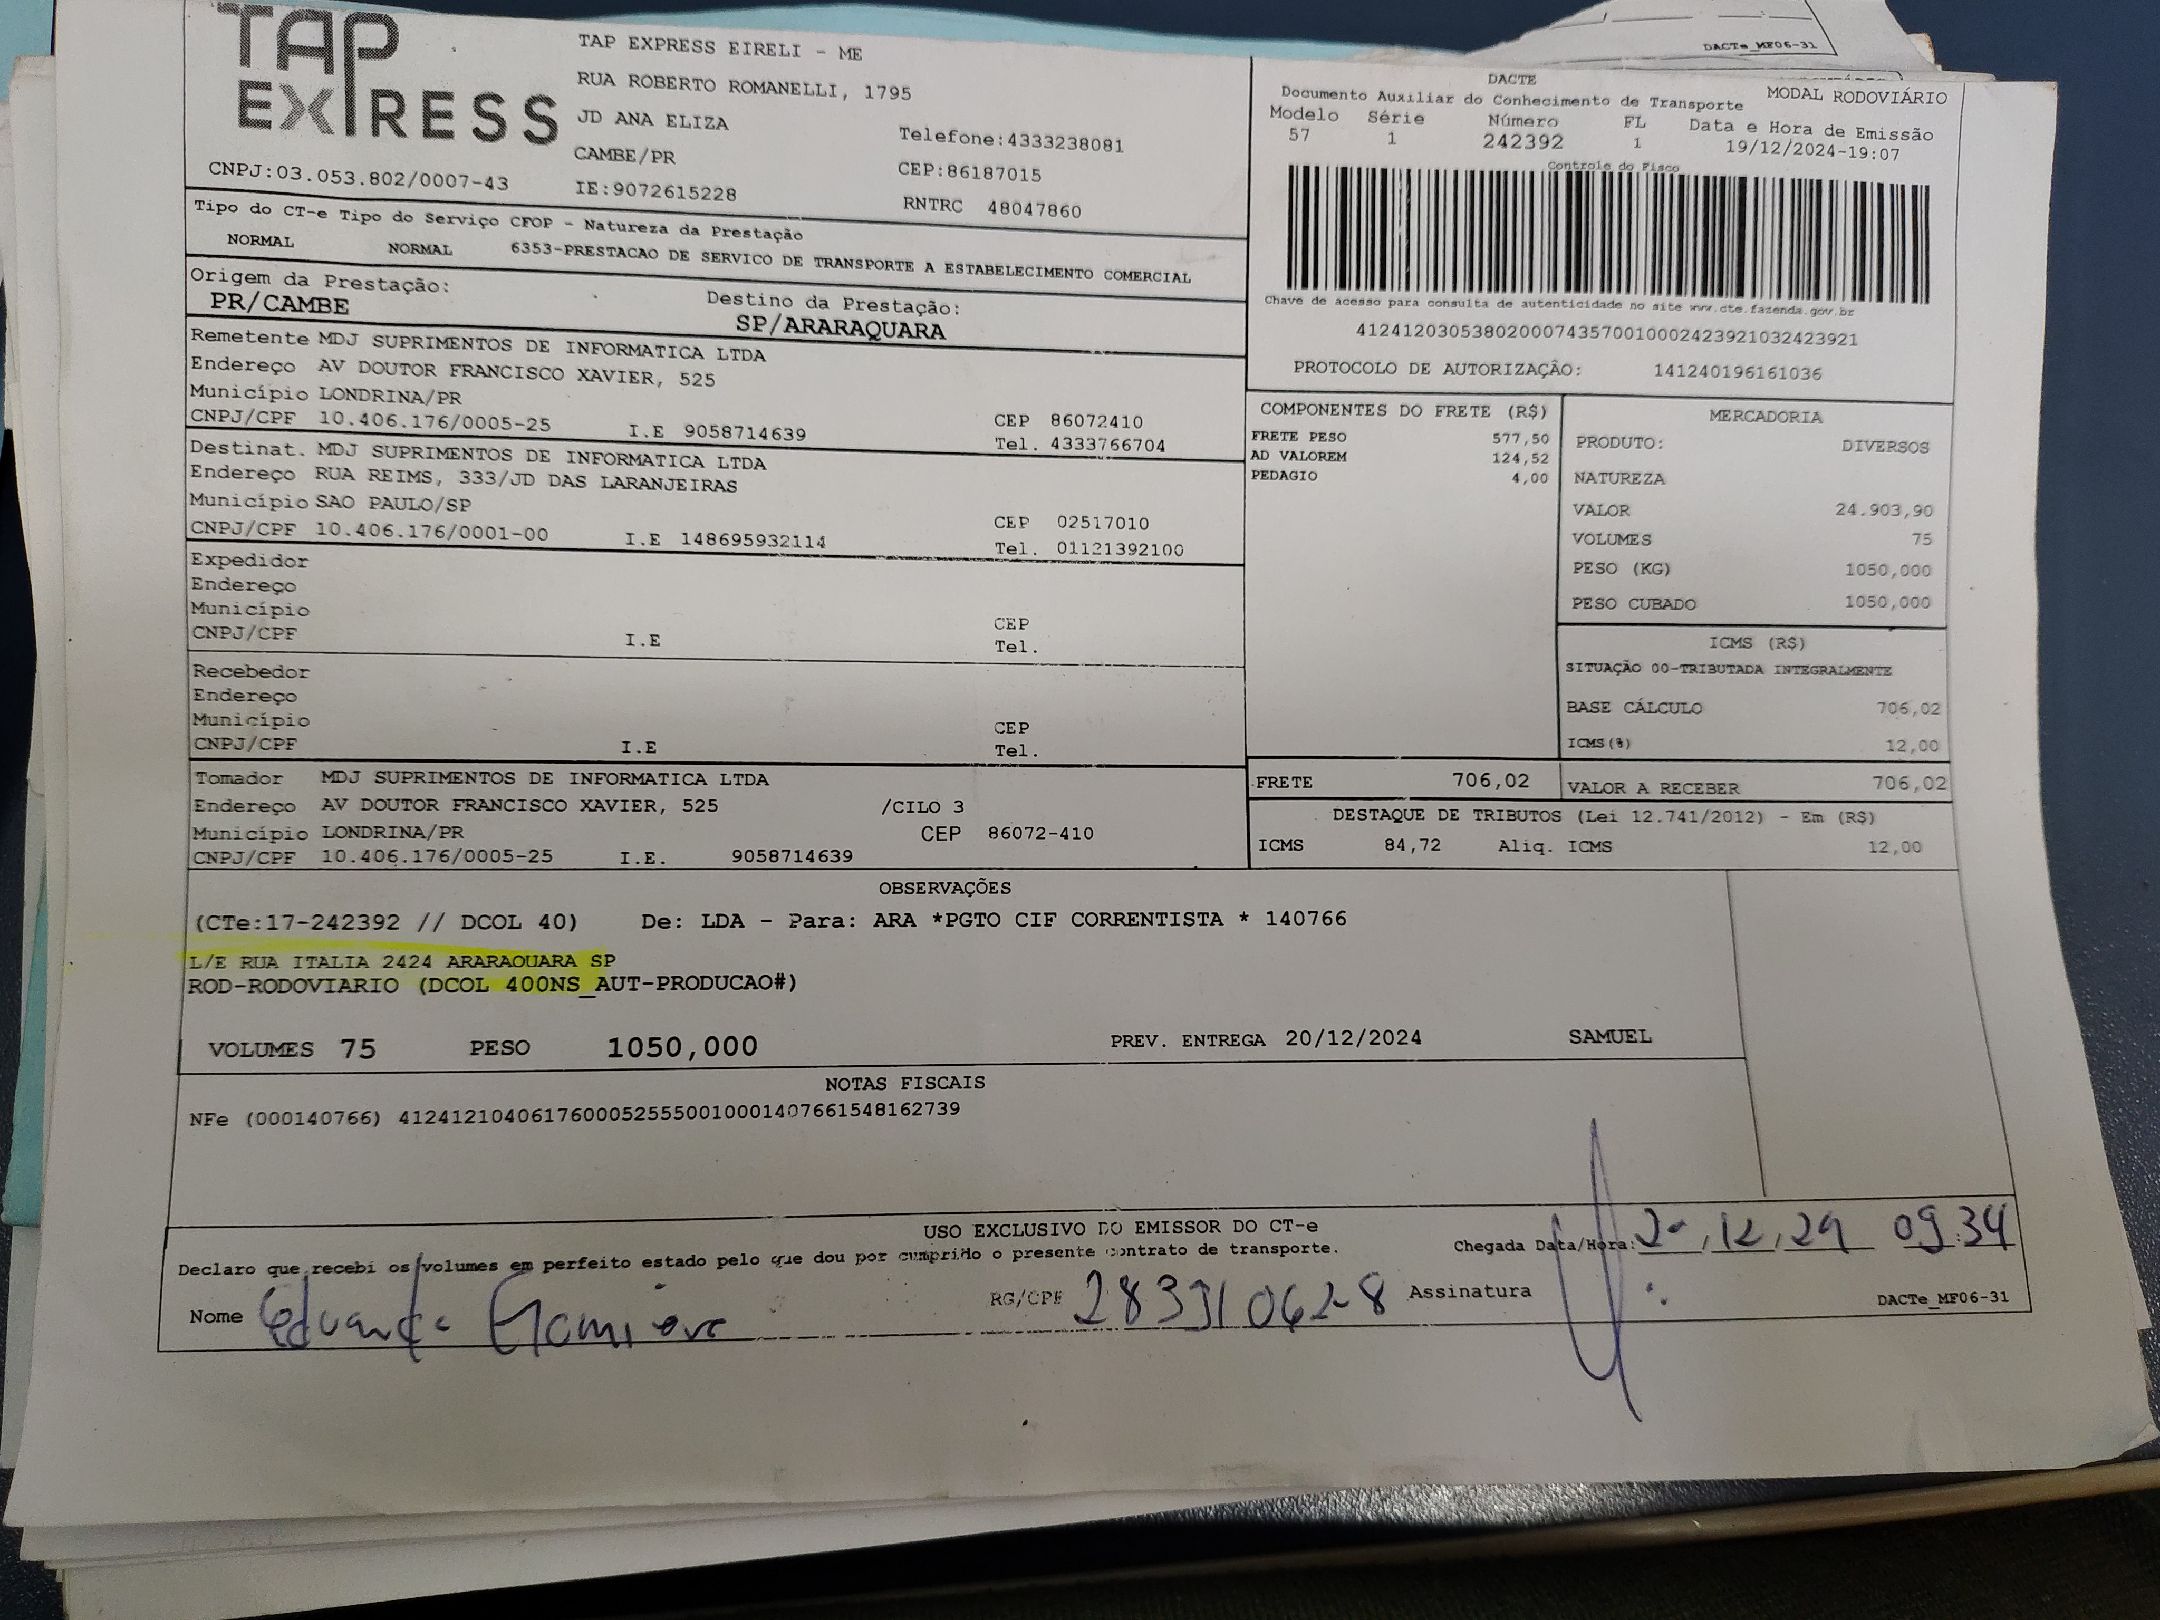 DACTe_MF06-31
TAP
EXPRESS
TAP EXPRESS EIRELI - ME
RUA ROBERTO ROMANELLI, 1795
JD ANA ELIZA
Telefone:4333238081
CAMBE/PR
CEP:86187015
CNPJ:03.053.802/0007-43
IE:9072615228
RNTRC 48047860
DACTE
MODAL RODOVIÁRIO
Documento Auxiliar do Conhecimento de Transporte
Modelo Série Número FL Data e Hora de Emissão
57 1 242392 1 19/12/2024-19:07
Controle do Fisco
Chave de acesso para consulta de autenticidade no site www.cte.fazenda.gov.br
41241203053802000743570010002423921032423921
PROTOCOLO DE AUTORIZAÇÃO: 141240196161036
Tipo do CT-e Tipo do Serviço CFOP - Natureza da Prestação
NORMAL NORMAL 6353-PRESTACAO DE SERVICO DE TRANSPORTE A ESTABELECIMENTO COMERCIAL
Origem da Prestação: Destino da Prestação:
PR/CAMBE SP/ARARAQUARA
Remetente MDJ SUPRIMENTOS DE INFORMATICA LTDA
Endereço AV DOUTOR FRANCISCO XAVIER, 525
Município LONDRINA/PR CEP 86072410
CNPJ/CPF 10.406.176/0005-25 I.E 9058714639 Tel. 4333766704
Destinat. MDJ SUPRIMENTOS DE INFORMATICA LTDA
Endereço RUA REIMS, 333/JD DAS LARANJEIRAS
Município SAO PAULO/SP CEP 02517010
CNPJ/CPF 10.406.176/0001-00 I.E 148695932114 Tel. 01121392100
Expedidor
Endereço
Município CEP
CNPJ/CPF I.E Tel.
Recebedor
Endereço
Município CEP
CNPJ/CPF I.E Tel.
Tomador MDJ SUPRIMENTOS DE INFORMATICA LTDA
Endereço AV DOUTOR FRANCISCO XAVIER, 525 /CILO 3
Município LONDRINA/PR CEP 86072-410
CNPJ/CPF 10.406.176/0005-25 I.E. 9058714639
COMPONENTES DO FRETE (R$)
FRETE PESO 577,50
AD VALOREM 124,52
PEDAGIO 4,00
MERCADORIA
PRODUTO: DIVERSOS
NATUREZA
VALOR 24.903,90
VOLUMES 75
PESO (KG) 1050,000
PESO CUBADO 1050,000
ICMS (R$)
SITUAÇÃO 00-TRIBUTADA INTEGRALMENTE
BASE CÁLCULO 706,02
ICMS(%) 12,00
FRETE 706,02 VALOR A RECEBER 706,02
DESTAQUE DE TRIBUTOS (Lei 12.741/2012) - Em (R$)
ICMS 84,72 Aliq. ICMS 12,00
OBSERVAÇÕES
(CTe:17-242392 // DCOL 40) De: LDA - Para: ARA *PGTO CIF CORRENTISTA * 140766
L/E RUA ITALIA 2424 ARARAQUARA SP
ROD-RODOVIARIO (DCOL 400NS_AUT-PRODUCAO#)
VOLUMES 75 PESO 1050,000 PREV. ENTREGA 20/12/2024 SAMUEL
NOTAS FISCAIS
NFe (000140766) 41241210406176000525550010001407661548162739
USO EXCLUSIVO DO EMISSOR DO CT-e
Declaro que recebi os volumes em perfeito estado pelo que dou por cumprido o presente contrato de transporte. Chegada Data/Hora: 20,12,24 09:34
Nome RG/CPF 283310628 Assinatura
DACTe_MF06-31